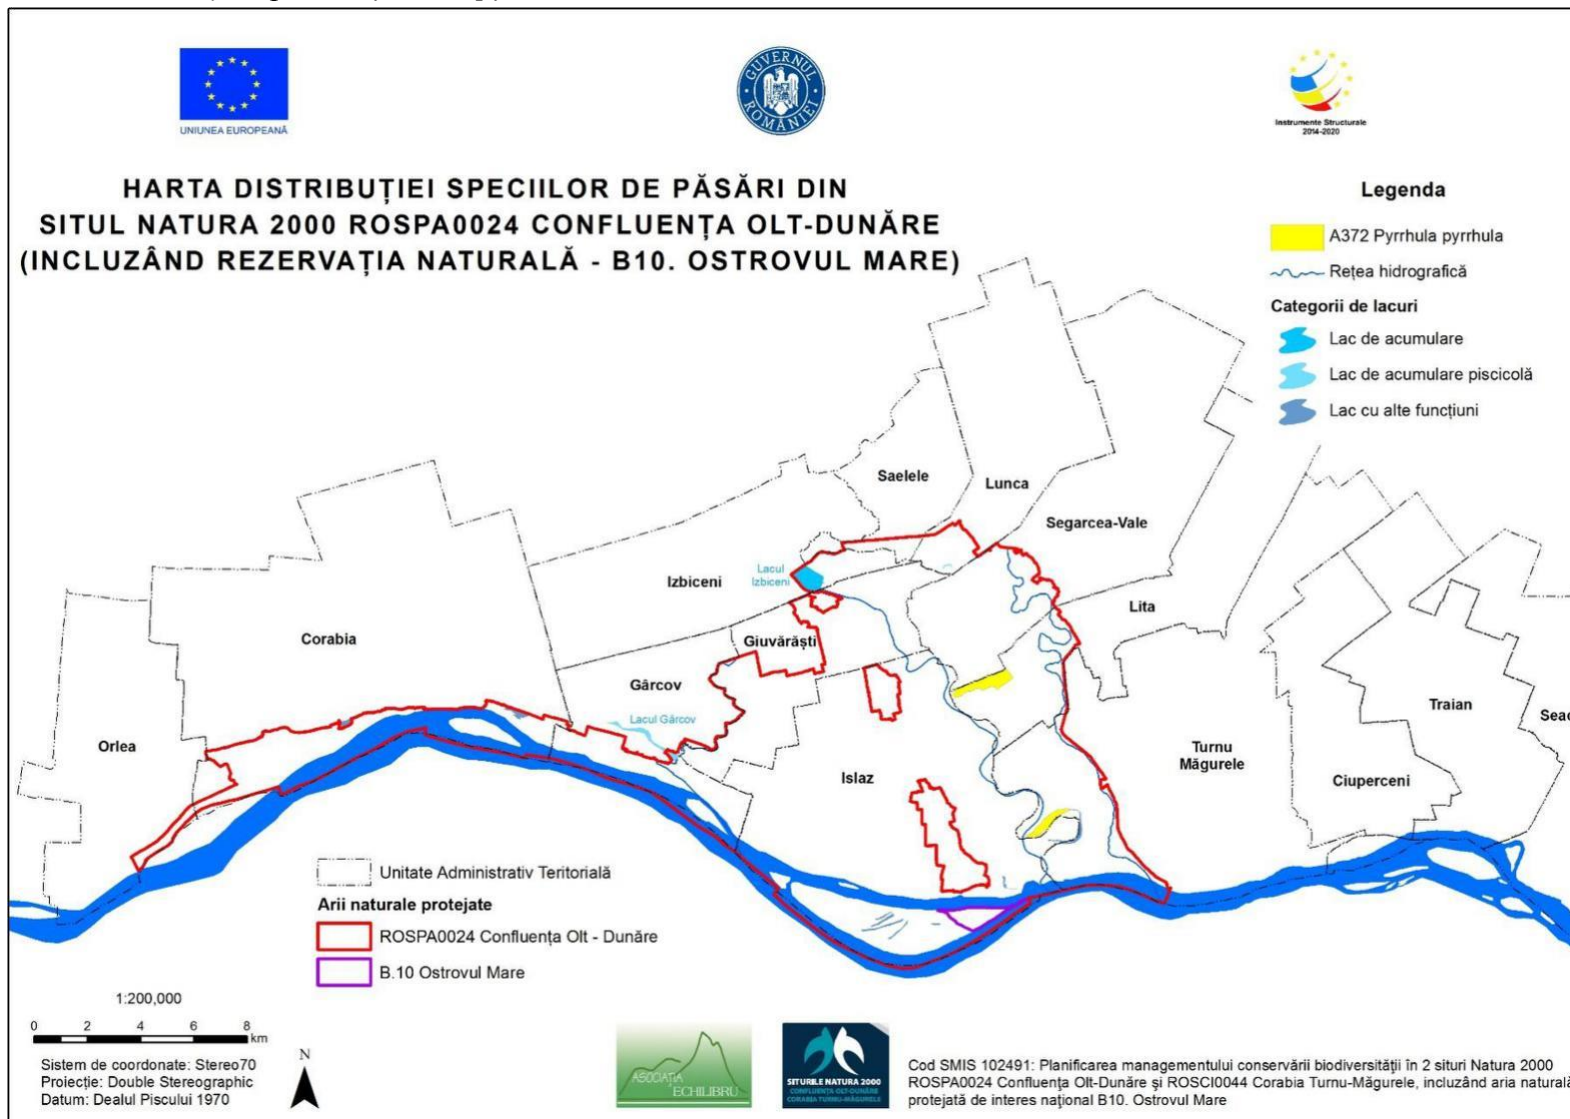 UNIUNEA EUROPEANĂ
GUVERNUL ROMÂNIEI
Instrumente Structurale
2014-2020
HARTA DISTRIBUȚIEI SPECIILOR DE PĂSĂRI DIN
SITUL NATURA 2000 ROSPA0024 CONFLUENȚA OLT-DUNĂRE
(INCLUZÂND REZERVAȚIA NATURALĂ - B10. OSTROVUL MARE)
Legenda
A372 Pyrrhula pyrrhula
Rețea hidrografică
Categorii de lacuri
Lac de acumulare
Lac de acumulare piscicolă
Lac cu alte funcțiuni
Saelele
Lunca
Segarcea-Vale
Izbiceni
Lacul
Izbiceni
Lita
Corabia
Giuvărăști
Gârcov
Lacul Gârcov
Orlea
Islaz
Turnu
Măgurele
Ciuperceni
Traian
Seac
Unitate Administrativ Teritorială
Arii naturale protejate
ROSPA0024 Confluența Olt - Dunăre
B.10 Ostrovul Mare
1:200,000
0 2 4 6 8
km
Sistem de coordonate: Stereo70
Proiecție: Double Stereographic
Datum: Dealul Piscului 1970
N
ASOCIAȚIA
ECHILIBRU
SITURILE NATURA 2000
CONFLUENȚA OLT-DUNĂRE
CORABIA TURNU-MĂGURELE
Cod SMIS 102491: Planificarea managementului conservării biodiversității în 2 situri Natura 2000
ROSPA0024 Confluența Olt-Dunăre și ROSCI0044 Corabia Turnu-Măgurele, incluzând aria naturală
protejată de interes național B10. Ostrovul Mare